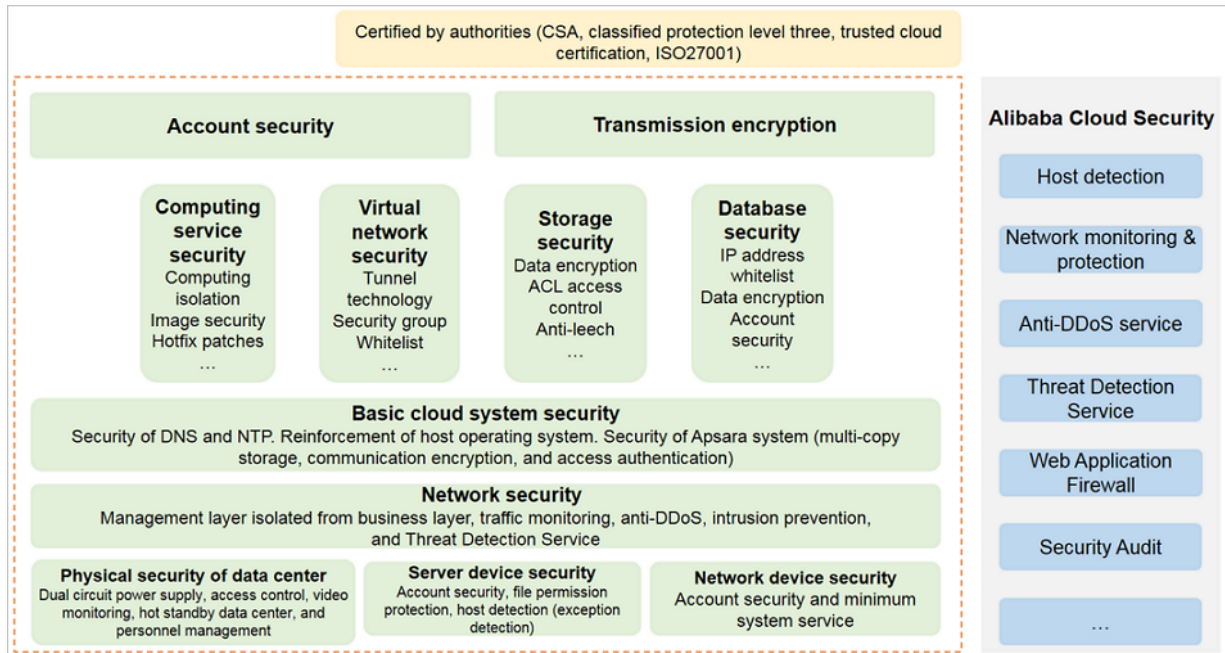 Certified by authorities (CSA, classified protection level three, trusted cloud
certification, ISO27001)
Account security
Transmission encryption
Computing
service
security
Computing
isolation
Image security
Hotfix patches
…
Virtual
network
security
Tunnel
technology
Security group
Whitelist
…
Storage
security
Data encryption
ACL access
control
Anti-leech
…
Database
security
IP address
whitelist
Data encryption
Account
security
…
Basic cloud system security
Security of DNS and NTP. Reinforcement of host operating system. Security of Apsara system (multi-copy
storage, communication encryption, and access authentication)
Network security
Management layer isolated from business layer, traffic monitoring, anti-DDoS, intrusion prevention,
and Threat Detection Service
Physical security of data center
Dual circuit power supply, access control, video
monitoring, hot standby data center, and
personnel management
Server device security
Account security, file permission
protection, host detection (exception
detection)
Network device security
Account security and minimum
system service
Alibaba Cloud Security
Host detection
Network monitoring &
protection
Anti-DDoS service
Threat Detection
Service
Web Application
Firewall
Security Audit
…